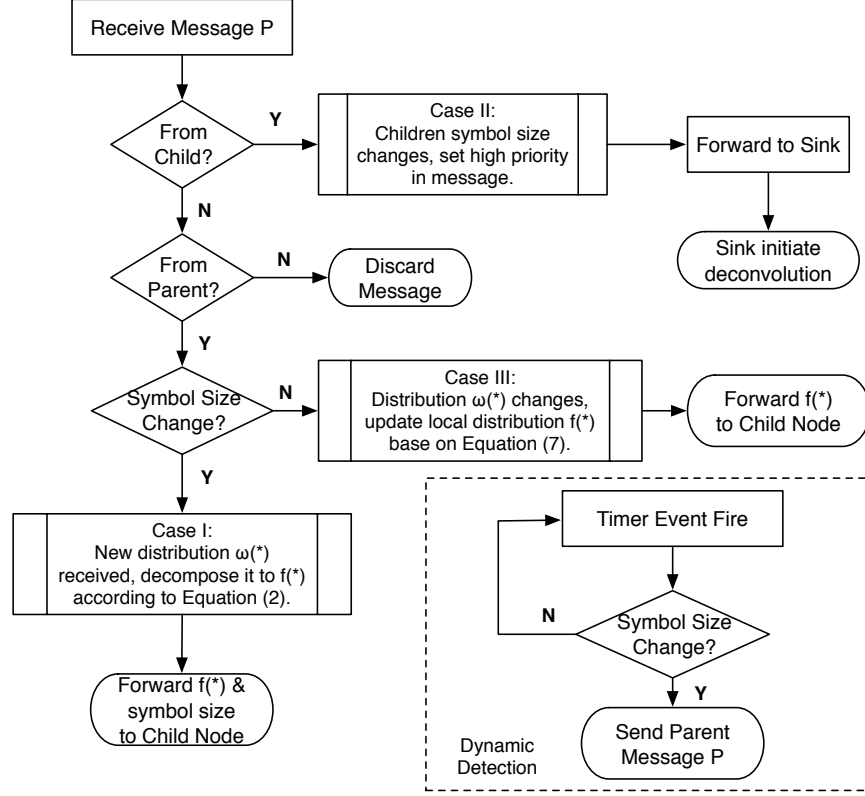 Receive Message P
From
Child?
Y
Case II:
Children symbol size
changes, set high priority
in message.
Forward to Sink
Sink initiate
deconvolution
N
From
Parent?
N
Discard
Message
Y
Symbol Size
Change?
N
Case III:
Distribution ω(*) changes,
update local distribution f(*)
base on Equation (7).
Forward f(*)
to Child Node
Y
Case I:
New distribution ω(*)
received, decompose it to f(*)
according to Equation (2).
Forward f(*) &
symbol size
to Child Node
Timer Event Fire
N
Symbol Size
Change?
Y
Send Parent
Message P
Dynamic
Detection